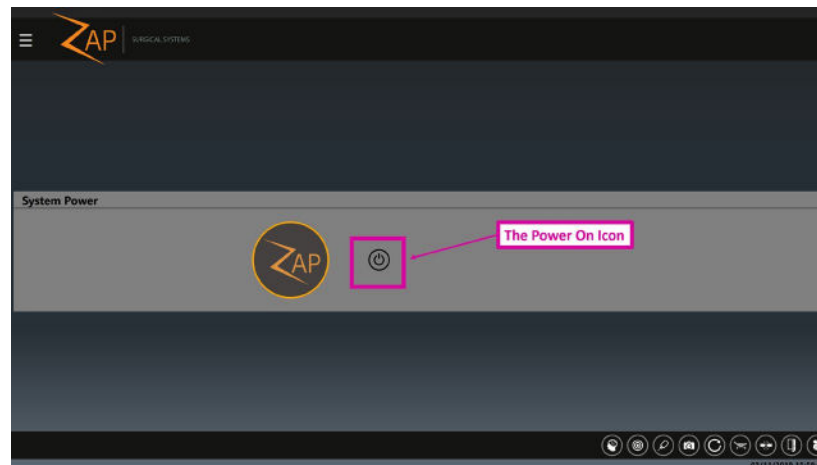 ZAP SURGICAL SYSTEMS
System Power
ZAP
The Power On Icon